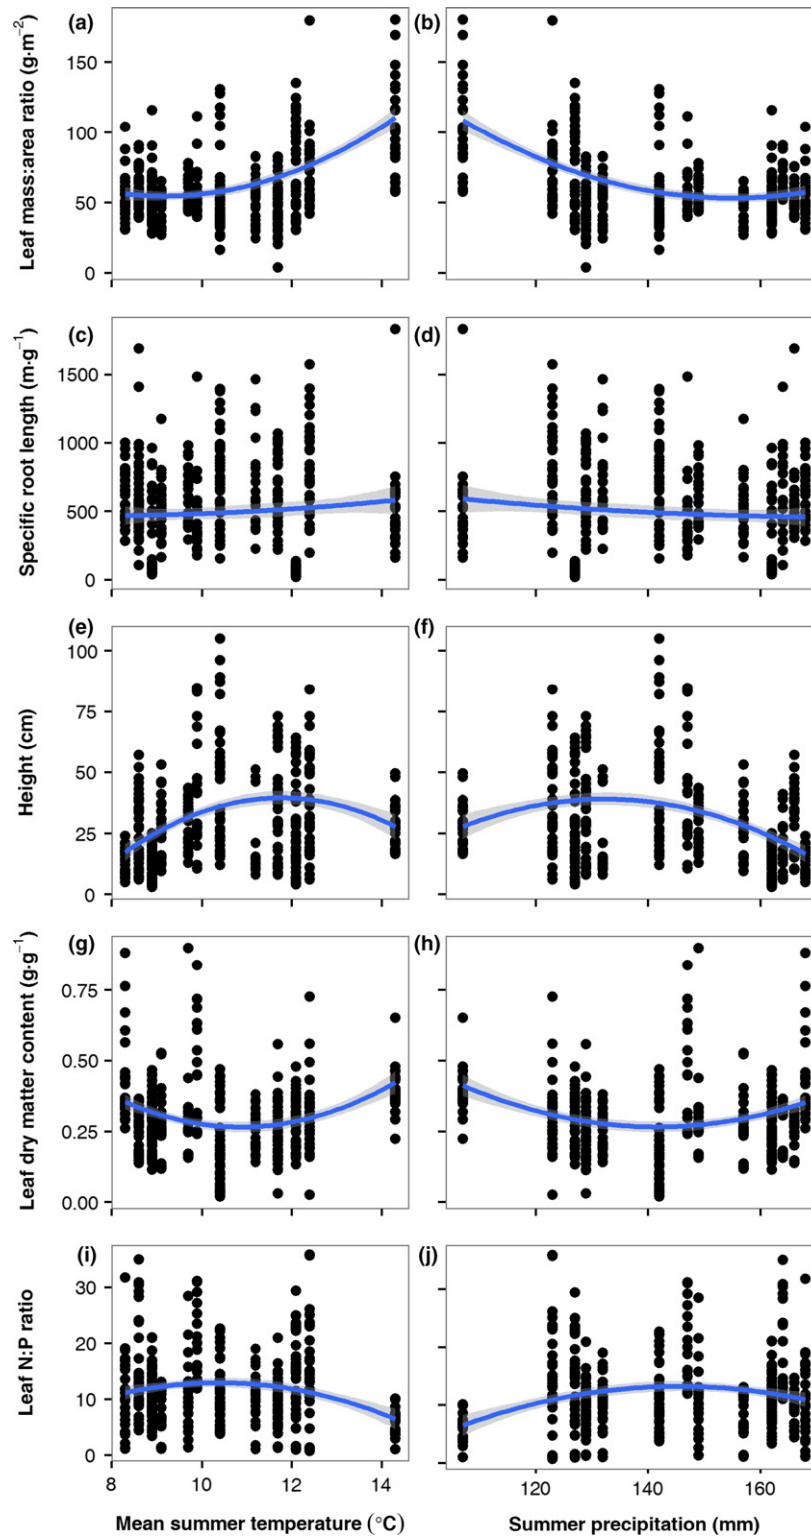 (a)
(b)
Leaf mass:area ratio (g·m⁻²)
150
100
50
0
(c)
(d)
Specific root length (m·g⁻¹)
1500
1000
500
0
(e)
(f)
Height (cm)
100
75
50
25
0
(g)
(h)
Leaf dry matter content (g·g⁻¹)
0.75
0.50
0.25
0.00
(i)
(j)
Leaf N:P ratio
30
20
10
0
8 10 12 14
120 140 160
Mean summer temperature (°C)
Summer precipitation (mm)